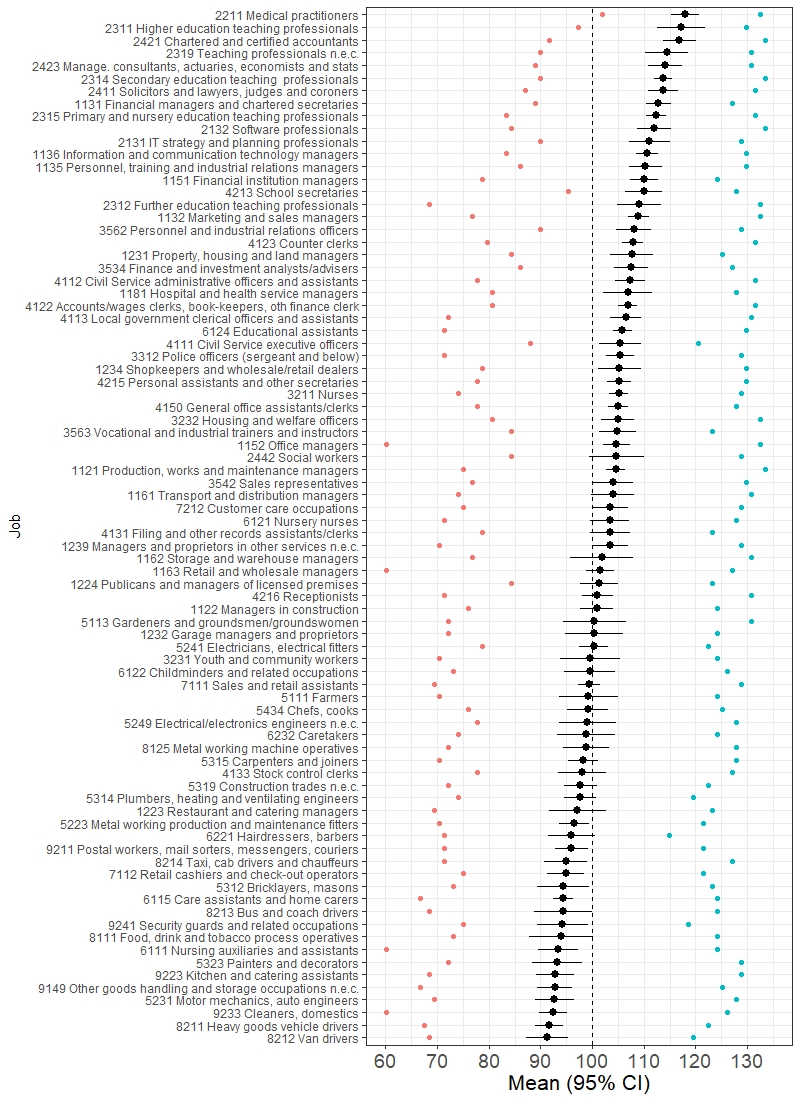 2211 Medical practitioners
2311 Higher education teaching professionals
2421 Chartered and certified accountants
2319 Teaching professionals n.e.c.
2423 Manage. consultants, actuaries, economists and stats
2314 Secondary education teaching  professionals
2411 Solicitors and lawyers, judges and coroners
1131 Financial managers and chartered secretaries
2315 Primary and nursery education teaching professionals
2132 Software professionals
2131 IT strategy and planning professionals
1136 Information and communication technology managers
1135 Personnel, training and industrial relations managers
1151 Financial institution managers
4213 School secretaries
2312 Further education teaching professionals
1132 Marketing and sales managers
3562 Personnel and industrial relations officers
4123 Counter clerks
1231 Property, housing and land managers
3534 Finance and investment analysts/advisers
4112 Civil Service administrative officers and assistants
1181 Hospital and health service managers
4122 Accounts/wages clerks, book-keepers, oth finance clerk
4113 Local government clerical officers and assistants
6124 Educational assistants
4111 Civil Service executive officers
3312 Police officers (sergeant and below)
1234 Shopkeepers and wholesale/retail dealers
4215 Personal assistants and other secretaries
3211 Nurses
4150 General office assistants/clerks
3232 Housing and welfare officers
3563 Vocational and industrial trainers and instructors
1152 Office managers
2442 Social workers
1121 Production, works and maintenance managers
3542 Sales representatives
1161 Transport and distribution managers
7212 Customer care occupations
6121 Nursery nurses
4131 Filing and other records assistants/clerks
1239 Managers and proprietors in other services n.e.c.
1162 Storage and warehouse managers
1163 Retail and wholesale managers
1224 Publicans and managers of licensed premises
4216 Receptionists
1122 Managers in construction
5113 Gardeners and groundsmen/groundswomen
1232 Garage managers and proprietors
5241 Electricians, electrical fitters
3231 Youth and community workers
6122 Childminders and related occupations
7111 Sales and retail assistants
5111 Farmers
5434 Chefs, cooks
5249 Electrical/electronics engineers n.e.c.
6232 Caretakers
8125 Metal working machine operatives
5315 Carpenters and joiners
4133 Stock control clerks
5319 Construction trades n.e.c.
5314 Plumbers, heating and ventilating engineers
1223 Restaurant and catering managers
5223 Metal working production and maintenance fitters
6221 Hairdressers, barbers
9211 Postal workers, mail sorters, messengers, couriers
8214 Taxi, cab drivers and chauffeurs
7112 Retail cashiers and check-out operators
5312 Bricklayers, masons
6115 Care assistants and home carers
8213 Bus and coach drivers
9241 Security guards and related occupations
8111 Food, drink and tobacco process operatives
6111 Nursing auxiliaries and assistants
5323 Painters and decorators
9223 Kitchen and catering assistants
9149 Other goods handling and storage occupations n.e.c.
5231 Motor mechanics, auto engineers
9233 Cleaners, domestics
8211 Heavy goods vehicle drivers
8212 Van drivers
Job
60 70 80 90 100 110 120 130
Mean (95% CI)